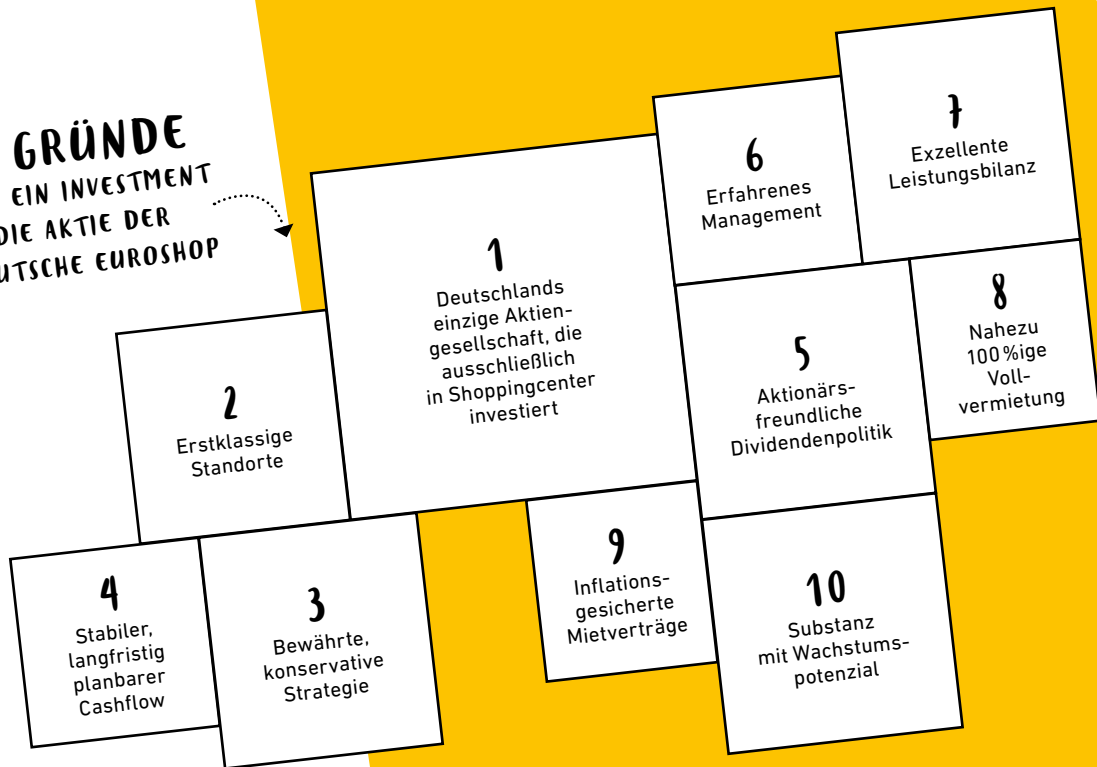 GRÜNDE
EIN INVESTMENT
DIE AKTIE DER
UTSCHE EUROSHOP
1
Deutschlands
einzige Aktien-
gesellschaft, die
ausschließlich
in Shoppingcenter
investiert
2
Erstklassige
Standorte
3
Bewährte,
konservative
Strategie
4
Stabiler,
langfristig
planbarer
Cashflow
5
Aktionärs-
freundliche
Dividendenpolitik
6
Erfahrenes
Management
7
Exzellente
Leistungsbilanz
8
Nahezu
100 %ige
Voll-
vermietung
9
Inflations-
gesicherte
Mietverträge
10
Substanz
mit Wachstums-
potenzial